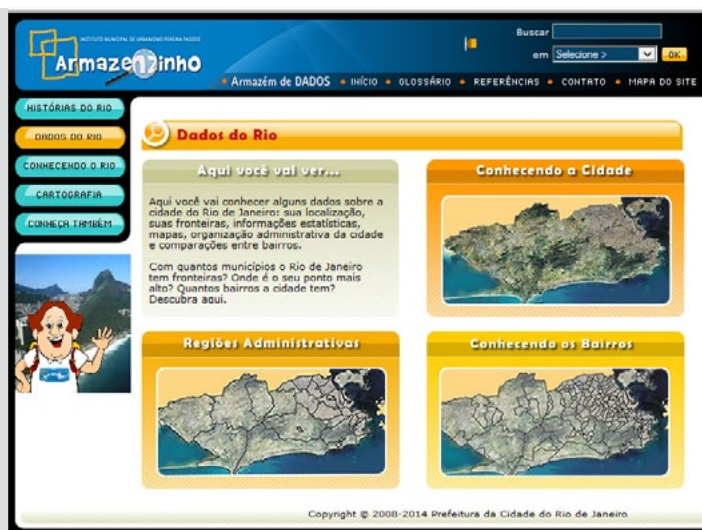 INSTITUTO MUNICIPAL DE URBANISMO PEREIRA PASSOS
Armazenzinho
Buscar
em Selecione > OK
Armazém de DADOS • INÍCIO • GLOSSÁRIO • REFERÊNCIAS • CONTATO • MAPA DO SITE
HISTÓRIAS DO RIO
DADOS DO RIO
CONHECENDO O RIO
CARTOGRAFIA
CONHEÇA TAMBÉM
Dados do Rio
Aqui você vai ver...
Aqui você vai conhecer alguns dados sobre a
cidade do Rio de Janeiro: sua localização,
suas fronteiras, informações estatísticas,
mapas, organização administrativa da cidade
e comparações entre bairros.
Com quantos municípios o Rio de Janeiro
tem fronteiras? Onde é o seu ponto mais
alto? Quantos bairros a cidade tem?
Descubra aqui.
Conhecendo a Cidade
Regiões Administrativas
Conhecendo os Bairros
Copyright © 2008-2014 Prefeitura da Cidade do Rio de Janeiro